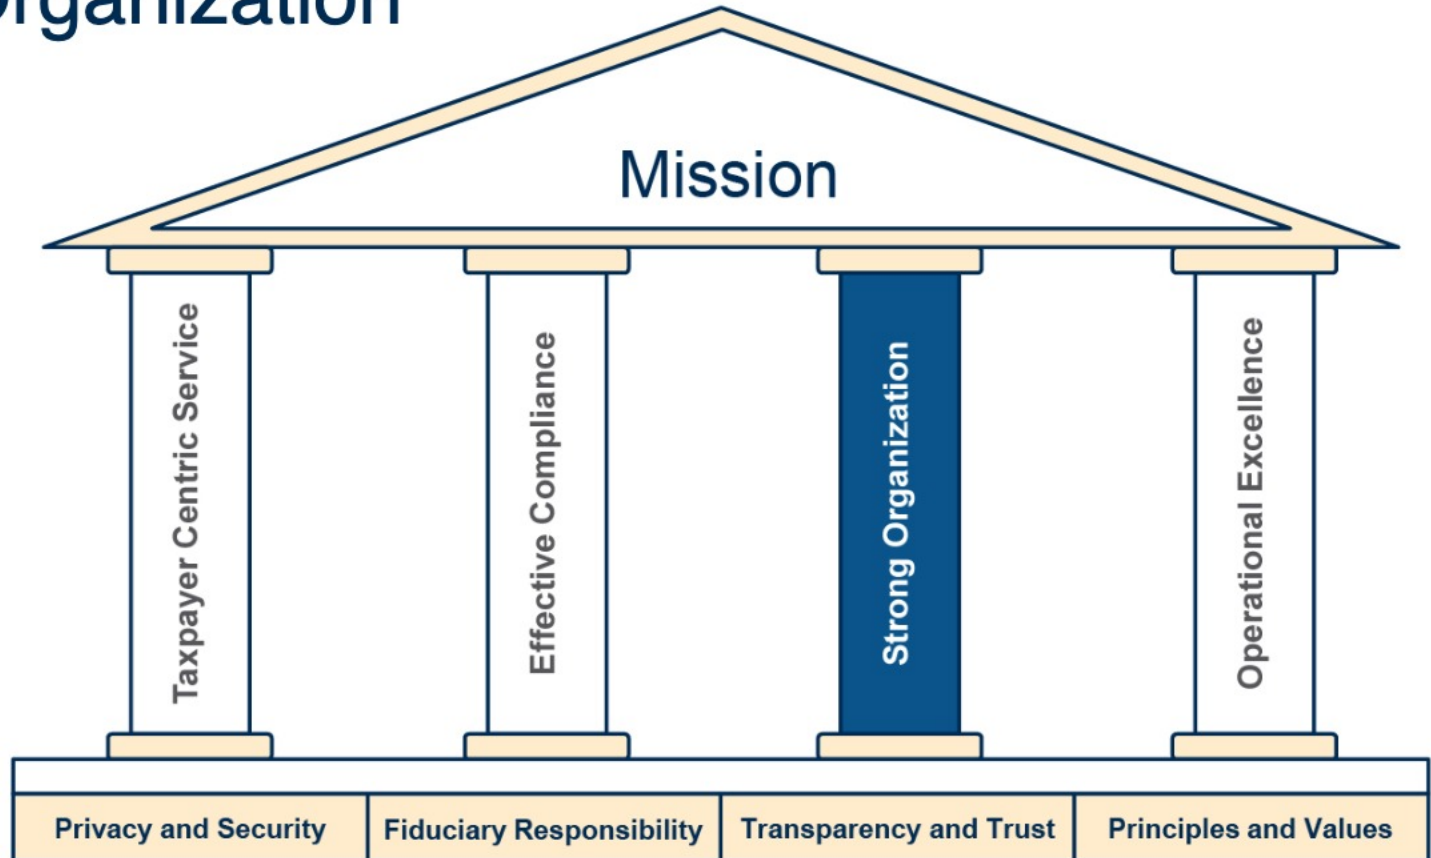 Organization
Mission
Taxpayer Centric Service
Effective Compliance
Strong Organization
Operational Excellence
Privacy and Security
Fiduciary Responsibility
Transparency and Trust
Principles and Values